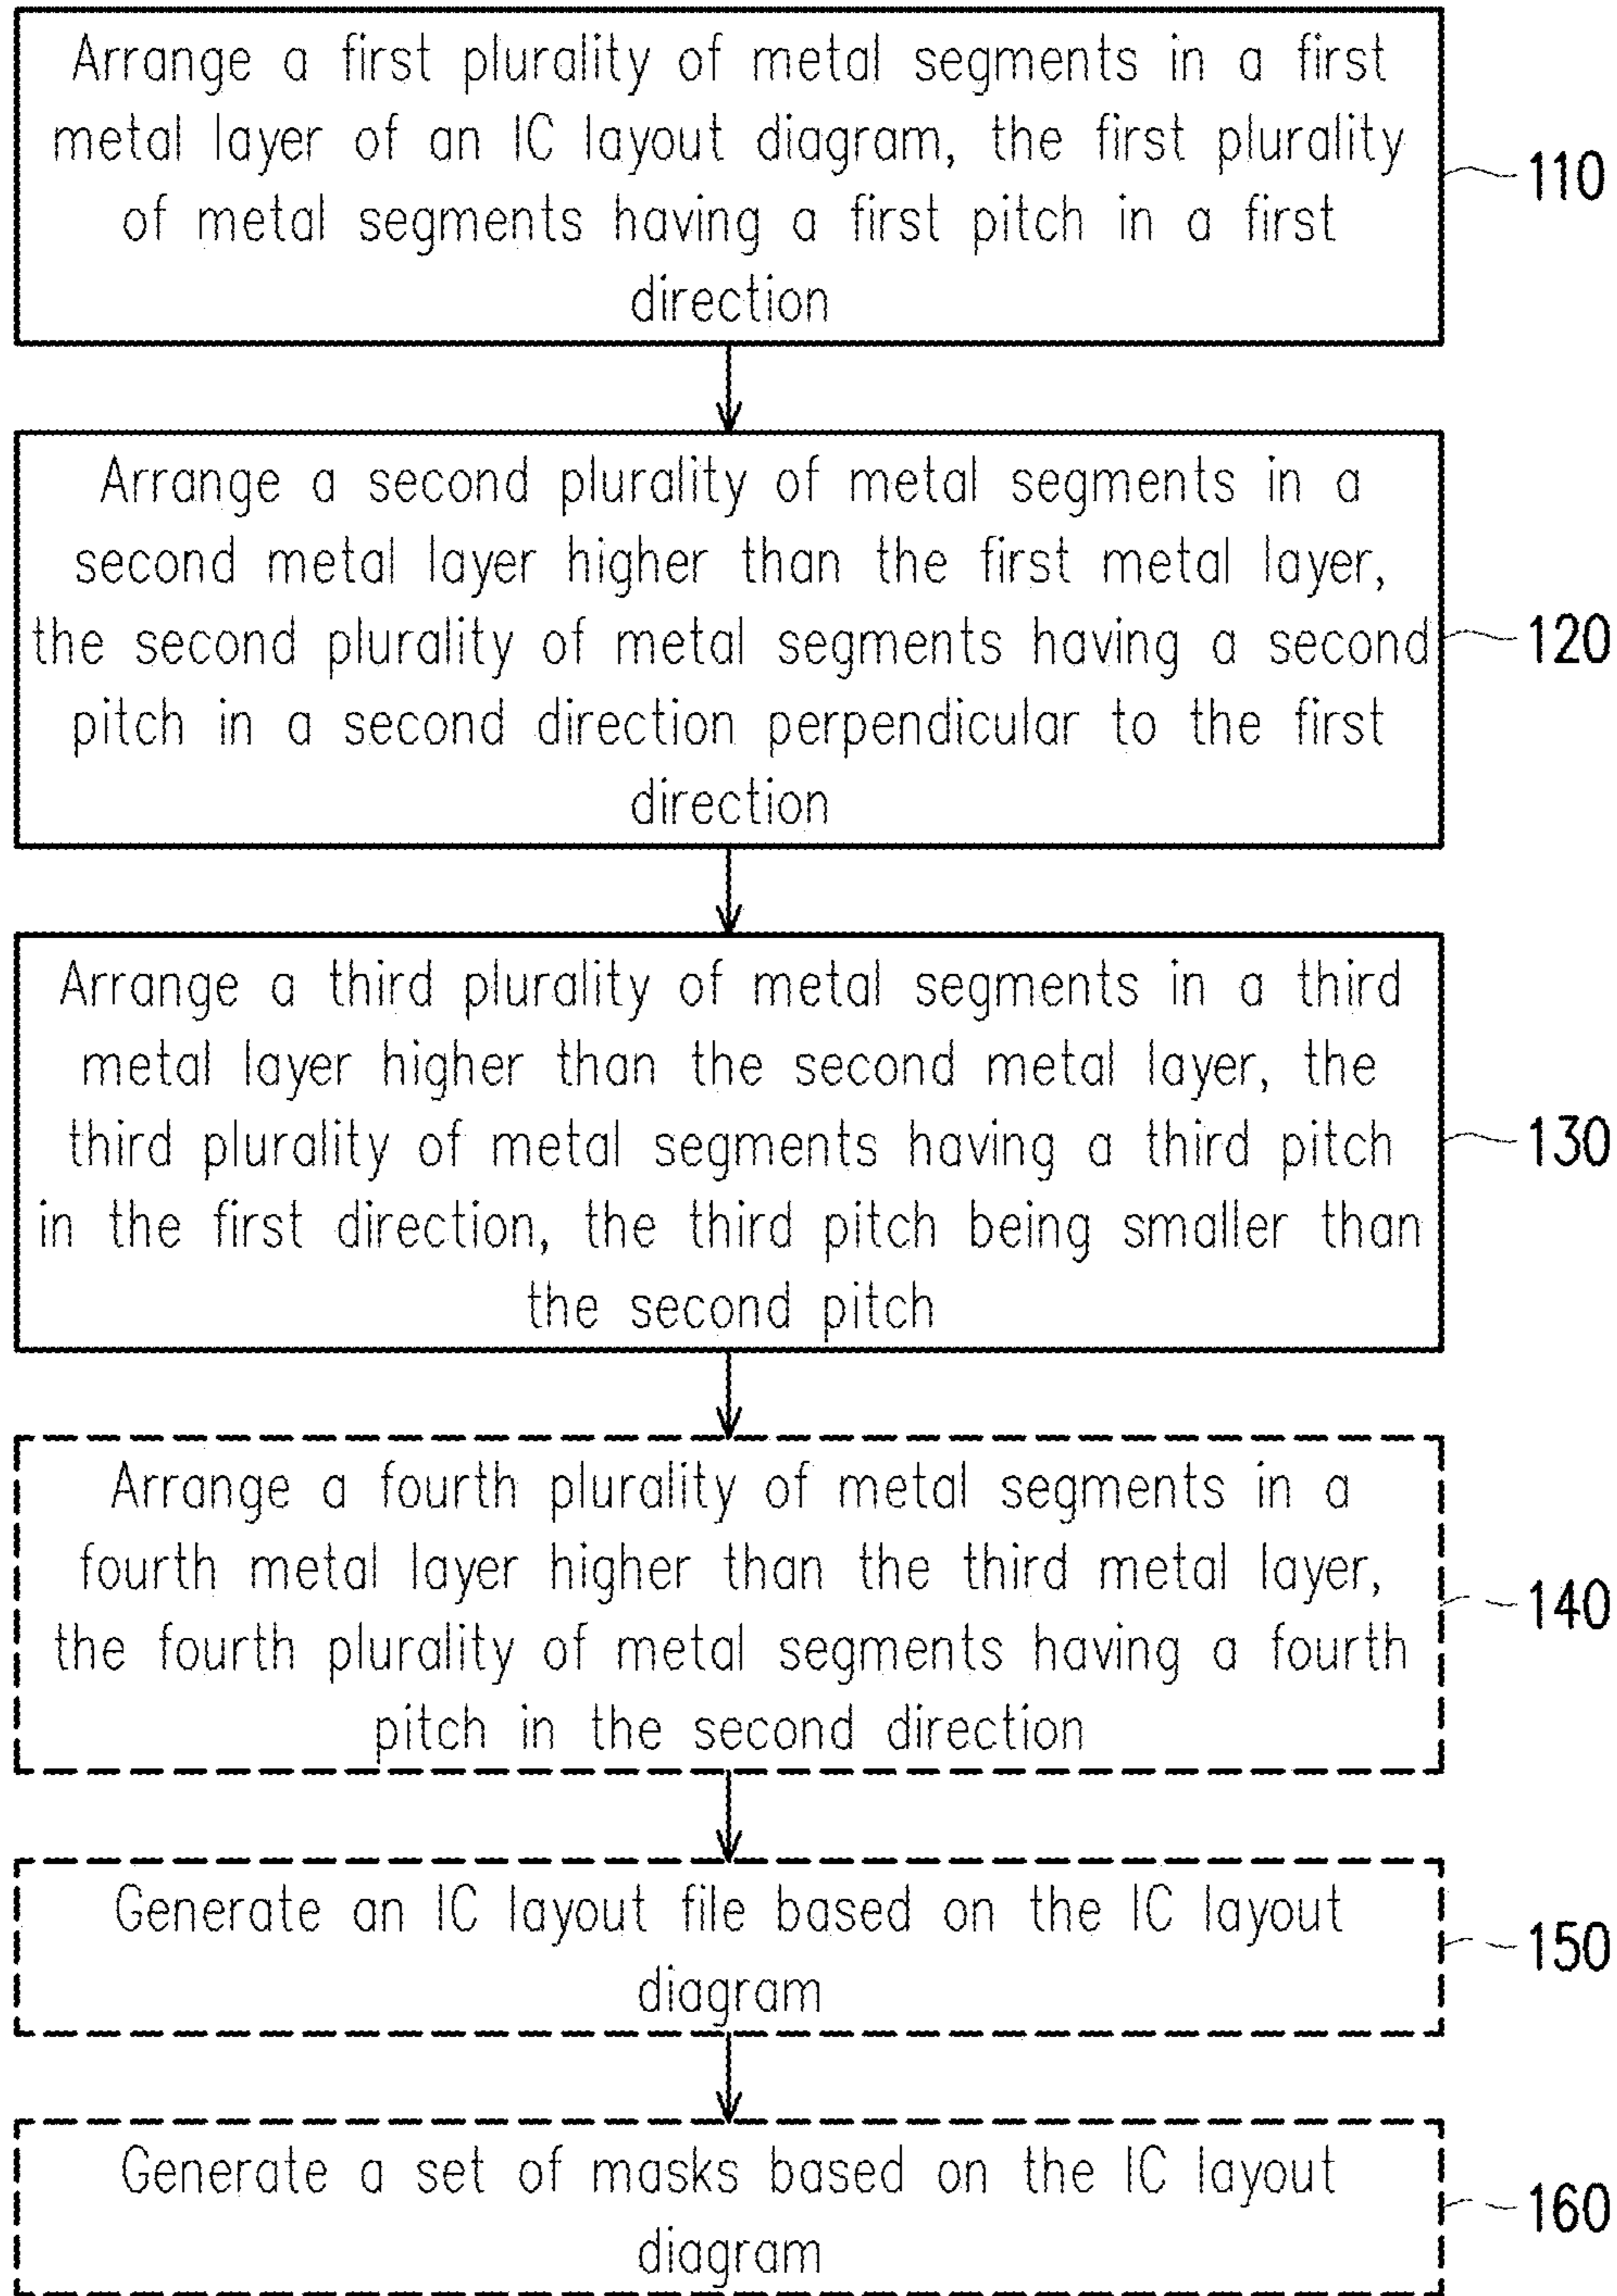 Arrange a first plurality of metal segments in a first
metal layer of an IC layout diagram, the first plurality
of metal segments having a first pitch in a first
direction
110
Arrange a second plurality of metal segments in a
second metal layer higher than the first metal layer,
the second plurality of metal segments having a second
pitch in a second direction perpendicular to the first
direction
120
Arrange a third plurality of metal segments in a third
metal layer higher than the second metal layer, the
third plurality of metal segments having a third pitch
in the first direction, the third pitch being smaller than
the second pitch
130
Arrange a fourth plurality of metal segments in a
fourth metal layer higher than the third metal layer,
the fourth plurality of metal segments having a fourth
pitch in the second direction
140
Generate an IC layout file based on the IC layout
diagram
150
Generate a set of masks based on the IC layout
diagram
160